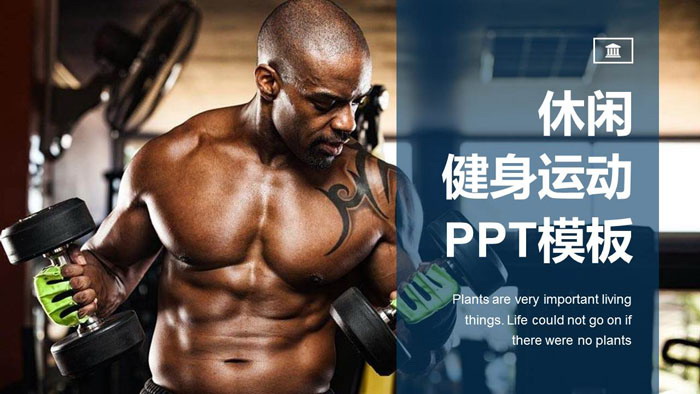 休闲
健身运动
PPT模板
Plants are very important living
things. Life could not go on if
there were no plants